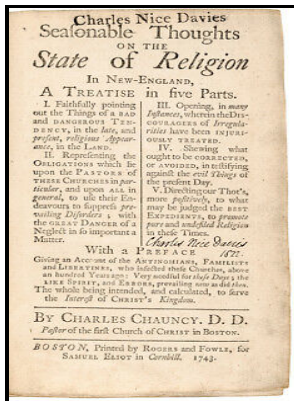 Charles Nice Davies
Seaſonable Thoughts
ON THE
State of Religion
IN NEW-ENGLAND,
A TREATISE in five Parts.
I. Faithfully pointing
out the Things of a BAD
and DANGEROUS TEN-
DENCY, in the late, and
preſent, religious Appear-
ance, in the LAND.
II. Repreſenting the
OBLIGATIONS which lie
upon the PASTORS of
THESE CHURCHES in par-
ticular, and upon ALL in
general, to uſe their En-
deavours to ſuppreſs pre-
vailing Diſorders; with
the GREAT DANGER of a
Neglect in ſo important a
Matter.
III. Opening, in many
Inſtances, wherein the DIS-
COURAGERS of Irregula-
rities have been INJURI-
OUSLY TREATED.
IV. Shewing what
ought to be CORRECTED,
or AVOIDED, in teſtifying
againſt the evil Things of
the preſent Day.
V. Directing our Tho't,
more poſitively, to what
may be judged the BEST
EXPEDIENTS, to promote
pure and undefiled Religion
in theſe Times.
Charles Nice Davies
With a PREFACE
Giving an Account of the ANTINOMIANS, FAMILISTS
and LIBERTINES, who infected theſe Churches, above
an hundred Years ago: Very needful for theſe Days; the
LIKE SPIRIT, and ERRORS, prevailing now as did then.
The whole being intended, and calculated, to ſerve
the Intereſt of CHRIST's Kingdom.
BY CHARLES CHAUNCY, D. D.
Paſtor of the firſt Church of CHRIST in BOSTON.
BOSTON, Printed by ROGERS and FOWLE, for
SAMUEL ELIOT in Cornhill. 1743.